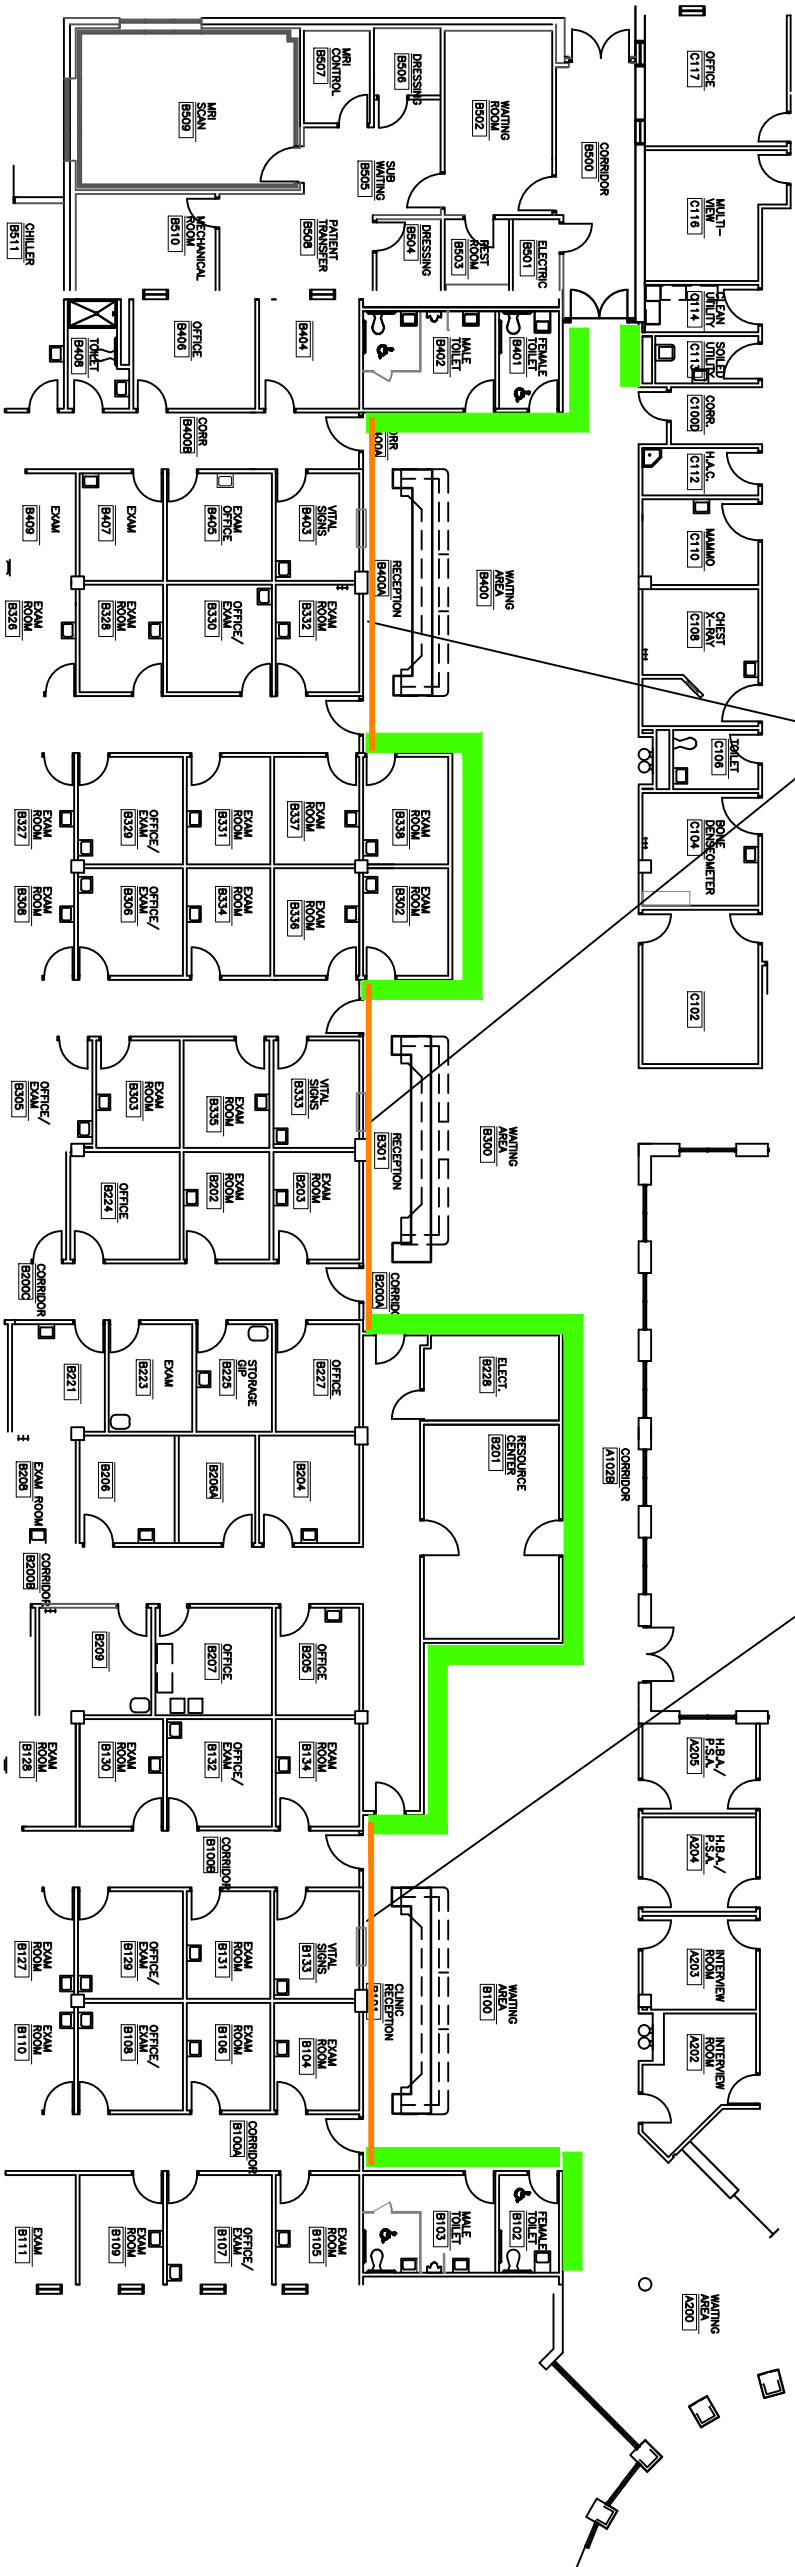 OFFICE
C117
MRI
CONTROL
B507
DRESSING
B506
WAITING
ROOM
B502
MRI
SCAN
B509
CORRIDOR
B500
MULTI-
VIEW
C116
SUB
WAITING
B505
CHILLER
B511
MECHANICAL
ROOM
B510
PATIENT
TRANSFER
B508
DRESSING
B504
REST
ROOM
B503
ELECTRIC
B501
CLEAN
UTILITY
C114
TOILET
B408
OFFICE
B406
B404
MALE
TOILET
B402
FEMALE
TOILET
B401
SOILED
UTILITY
CORR.
C100D
CORR
B400B
H.A.C.
C112
EXAM
B409
EXAM
B407
EXAM
OFFICE
B405
VITAL
SIGNS
B403
RECEPTION
B400A
WAITING
AREA
B400
MAMMO
C110
EXAM
ROOM
B326
EXAM
ROOM
B328
OFFICE/
EXAM
B330
EXAM
ROOM
B332
CHEST
X-RAY
C108
TOILET
C106
EXAM
ROOM
B327
OFFICE/
EXAM
B329
EXAM
ROOM
B331
EXAM
ROOM
B337
EXAM
ROOM
B338
BONE
DENSEOMETER
C104
EXAM
ROOM
B308
OFFICE/
EXAM
B306
EXAM
ROOM
B334
EXAM
ROOM
B336
EXAM
ROOM
B302
C102
OFFICE/
EXAM
B305
EXAM
ROOM
B303
EXAM
ROOM
B335
VITAL
SIGNS
B333
RECEPTION
B301
WAITING
AREA
B300
OFFICE
B224
EXAM
ROOM
B202
EXAM
ROOM
B203
CORRIDOR
B200C
B200A
B221
EXAM
B223
STORAGE
GIP
B225
OFFICE
B227
ELECT.
B228
EXAM ROOM
B208
B206
B206A
B204
RESOURCE
CENTER
B201
CORRIDOR
A102B
CORRIDOR
B200B
B209
OFFICE
B207
OFFICE
B205
EXAM
ROOM
B128
EXAM
ROOM
B130
OFFICE/
EXAM
B132
EXAM
ROOM
B134
H.B.A./
P.S.A.
A205
CORRIDOR
B100B
H.B.A./
P.S.A.
A204
EXAM
ROOM
B127
OFFICE/
EXAM
B129
EXAM
ROOM
B131
VITAL
SIGNS
B133
CLINIC
RECEPTION
WAITING
AREA
B100
INTERVIEW
ROOM
A203
EXAM
ROOM
B110
OFFICE/
EXAM
B108
EXAM
ROOM
B106
EXAM
ROOM
B104
INTERVIEW
ROOM
A202
CORRIDOR
B100A
EXAM
B111
EXAM
ROOM
B109
OFFICE/
EXAM
B107
EXAM
ROOM
B105
MALE
TOILET
B103
FEMALE
TOILET
B102
WAITING
AREA
A200